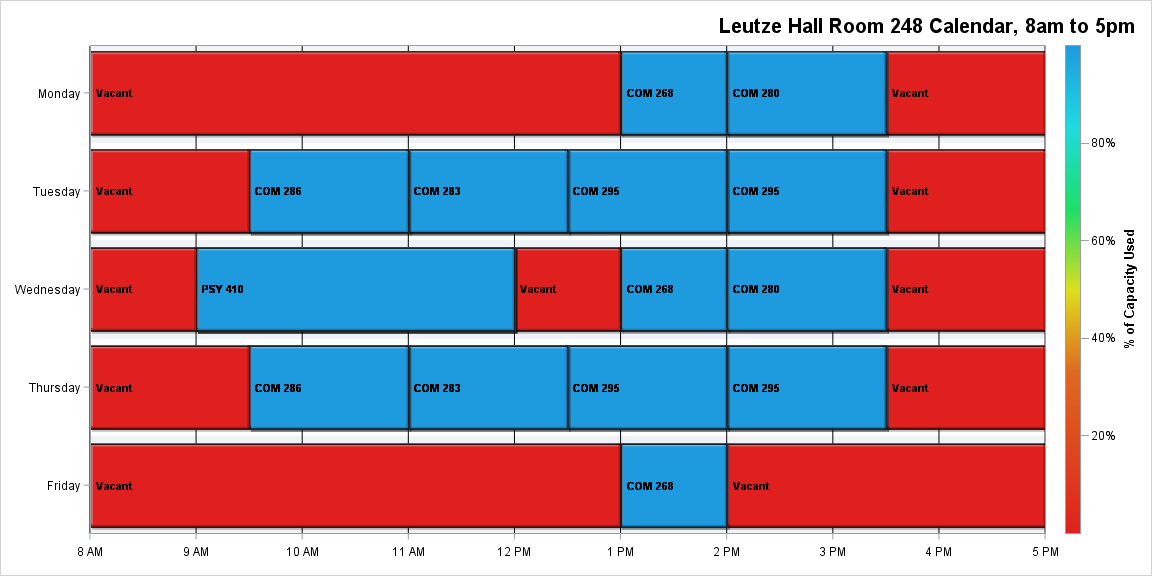 Leutze Hall Room 248 Calendar, 8am to 5pm
Monday
Vacant
COM 268
COM 280
Vacant
Tuesday
Vacant
COM 286
COM 283
COM 295
COM 295
Vacant
Wednesday
Vacant
PSY 410
Vacant
COM 268
COM 280
Vacant
Thursday
Vacant
COM 286
COM 283
COM 295
COM 295
Vacant
Friday
Vacant
COM 268
Vacant
8 AM
9 AM
10 AM
11 AM
12 PM
1 PM
2 PM
3 PM
4 PM
5 PM
80%
60%
40%
20%
% of Capacity Used